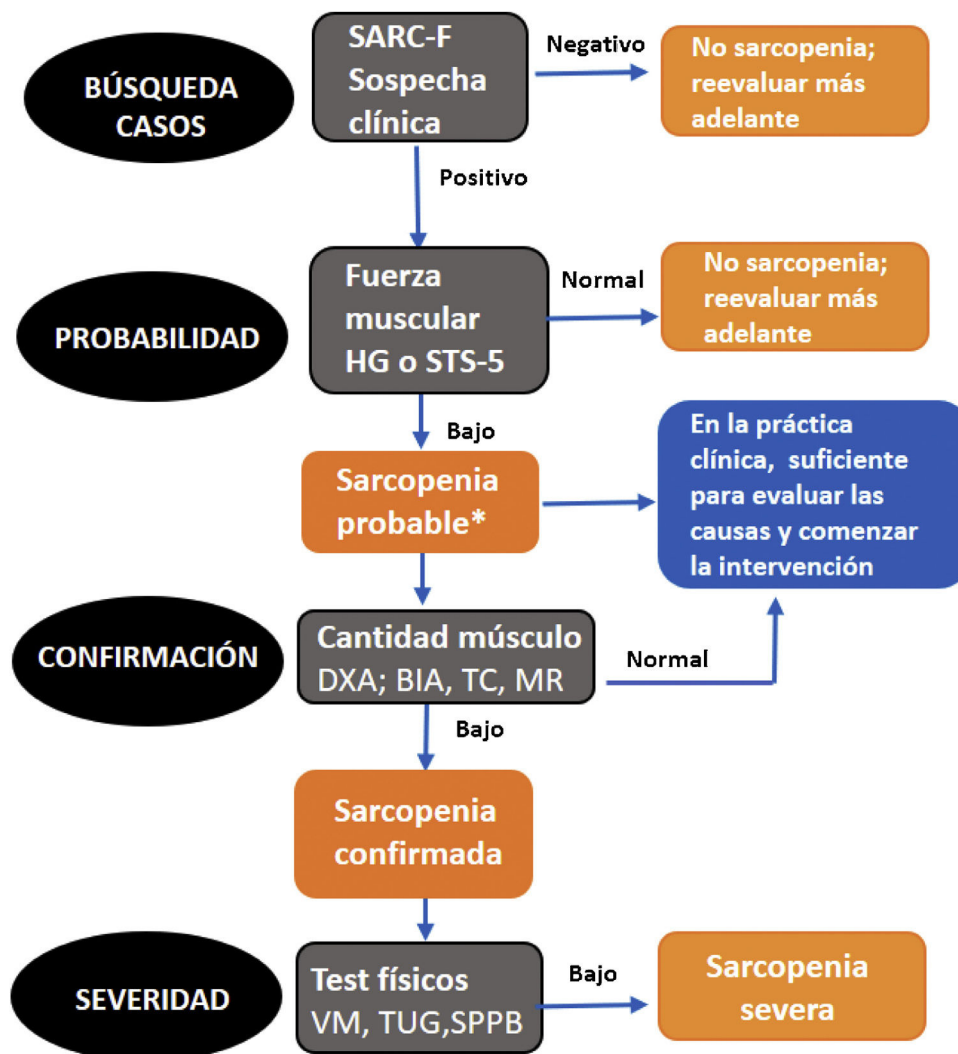 BÚSQUEDA
CASOS
SARC-F
Sospecha
clínica
Negativo
No sarcopenia;
reevaluar más
adelante
Positivo
PROBABILIDAD
Fuerza
muscular
HG o STS-5
Normal
No sarcopenia;
reevaluar más
adelante
Bajo
Sarcopenia
probable*
En la práctica
clínica, suficiente
para evaluar las
causas y comenzar
la intervención
CONFIRMACIÓN
Cantidad músculo
DXA; BIA, TC, MR
Normal
Bajo
Sarcopenia
confirmada
SEVERIDAD
Test físicos
VM, TUG,SPPB
Bajo
Sarcopenia
severa